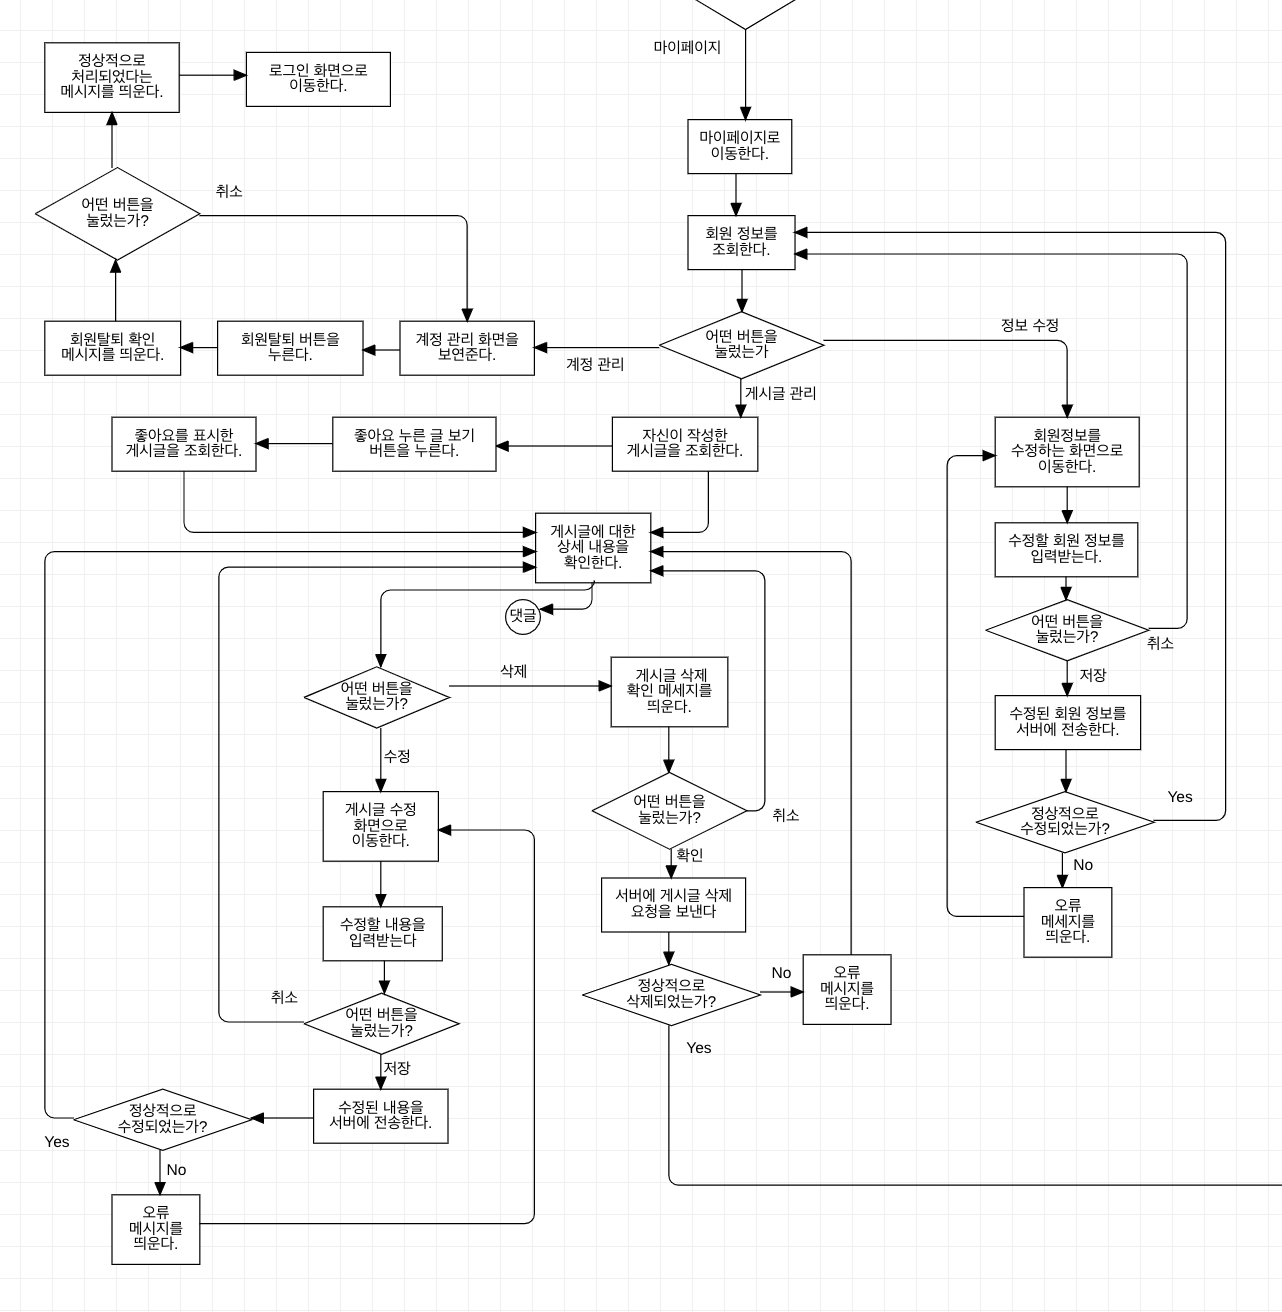 마이페이지
정상적으로
처리되었다는
메시지를 띄운다.
로그인 화면으로
이동한다.
마이페이지로
이동한다.
어떤 버튼을
눌렀는가?
취소
회원 정보를
조회한다.
회원탈퇴 확인
메시지를 띄운다.
회원탈퇴 버튼을
누른다.
계정 관리 화면을
보연준다.
계정 관리
어떤 버튼을
눌렀는가
정보 수정
게시글 관리
좋아요를 표시한
게시글을 조회한다.
좋아요 누른 글 보기
버튼을 누른다.
자신이 작성한
게시글을 조회한다.
회원정보를
수정하는 화면으로
이동한다.
게시글에 대한
상세 내용을
확인한다.
수정할 회원 정보를
입력받는다.
댓글
어떤 버튼을
눌렀는가?
취소
저장
어떤 버튼을
눌렀는가?
삭제
게시글 삭제
확인 메세지를
띄운다.
수정된 회원 정보를
서버에 전송한다.
수정
게시글 수정
화면으로
이동한다.
어떤 버튼을
눌렀는가?
취소
확인
정상적으로
수정되었는가?
Yes
No
서버에 게시글 삭제
요청을 보낸다
오류
메세지를
띄운다.
수정할 내용을
입력받는다
취소
어떤 버튼을
눌렀는가?
저장
정상적으로
삭제되었는가?
No
오류
메시지를
띄운다.
Yes
정상적으로
수정되었는가?
수정된 내용을
서버에 전송한다.
Yes
No
오류
메시지를
띄운다.